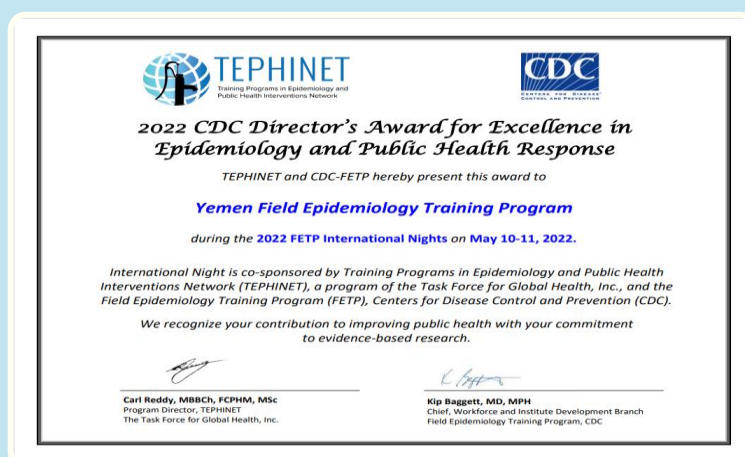 TEPHINET
Training Programs in Epidemiology and
Public Health Interventions Network
CDC
CENTERS FOR DISEASE
CONTROL AND PREVENTION
2022 CDC Director's Award for Excellence in
Epidemiology and Public Health Response
TEPHINET and CDC-FETP hereby present this award to
Yemen Field Epidemiology Training Program
during the 2022 FETP International Nights on May 10-11, 2022.
International Night is co-sponsored by Training Programs in Epidemiology and Public Health
Interventions Network (TEPHINET), a program of the Task Force for Global Health, Inc., and the
Field Epidemiology Training Program (FETP), Centers for Disease Control and Prevention (CDC).
We recognize your contribution to improving public health with your commitment
to evidence-based research.
Carl Reddy, MBBCh, FCPHM, MSc
Program Director, TEPHINET
The Task Force for Global Health, Inc.
Kip Baggett, MD, MPH
Chief, Workforce and Institute Development Branch
Field Epidemiology Training Program, CDC